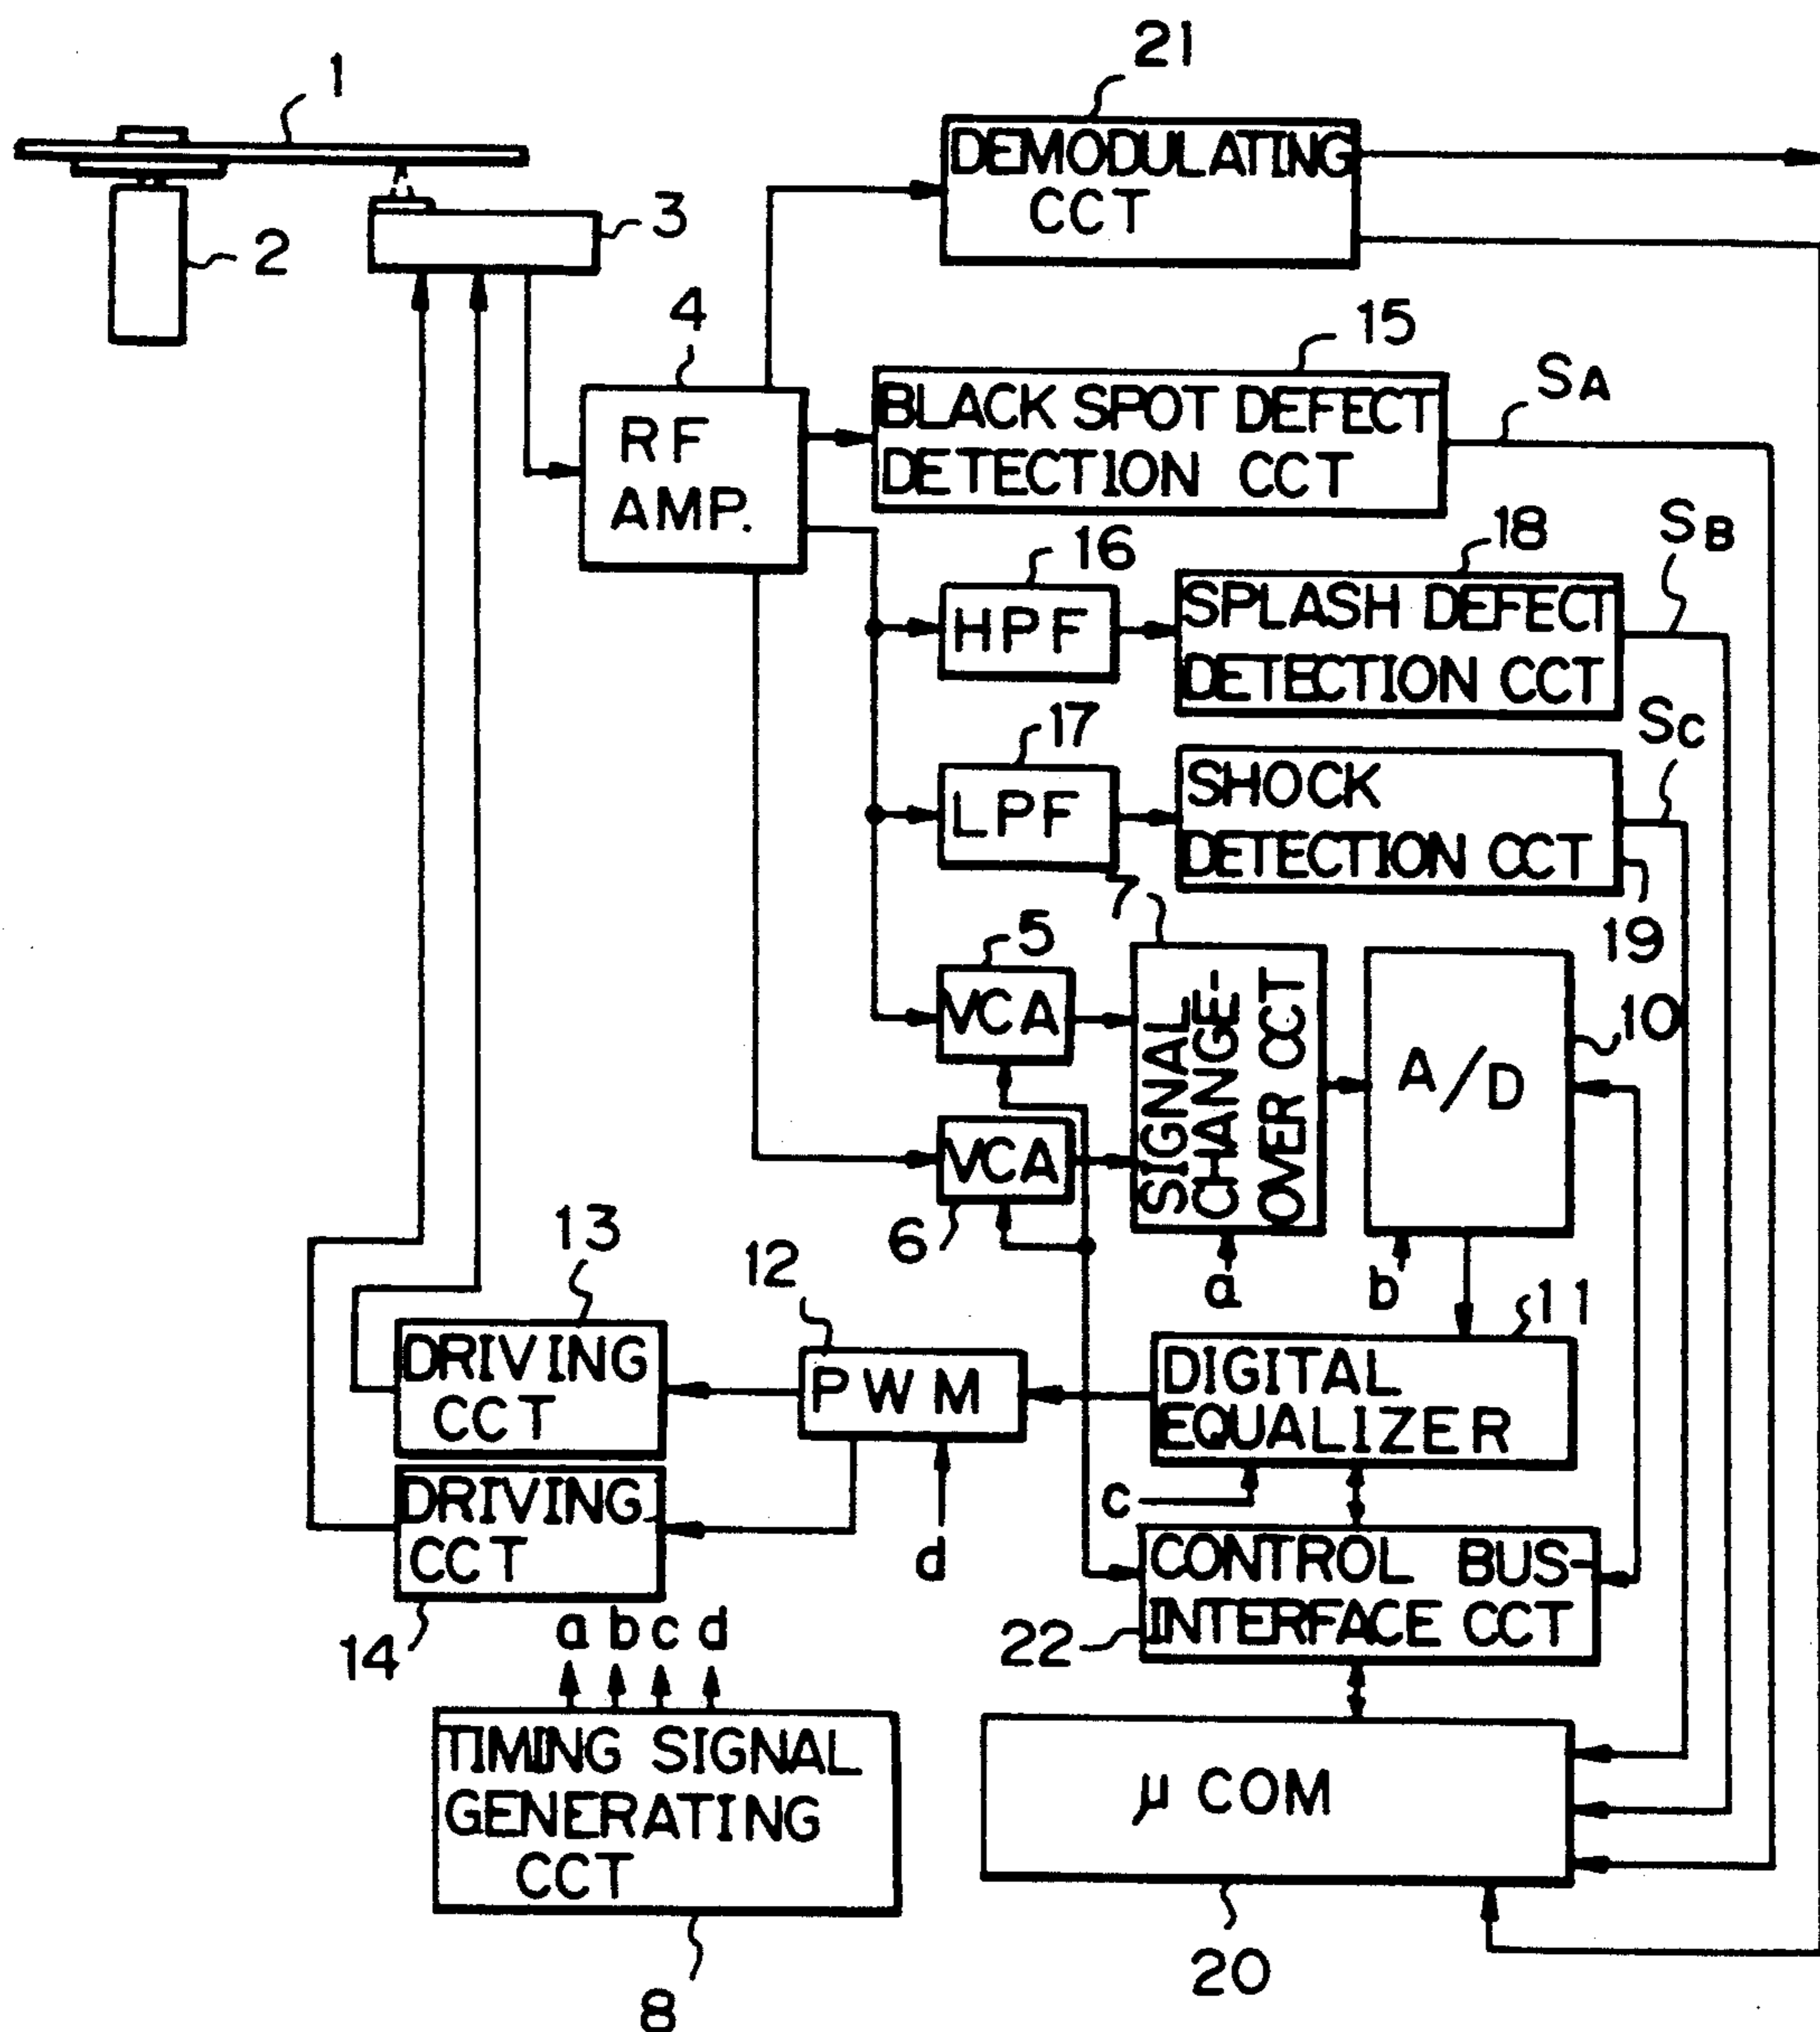 21
1
DEMODULATING
CCT
2
3
4
15
SA
RF
AMP.
BLACK SPOT DEFECT
DETECTION CCT
16
18
SB
HPF
SPLASH DEFECT
DETECTION CCT
17
SC
LPF
SHOCK
DETECTION CCT
19
7
5
VCA
SIGNAL
CHANGE-
OVER CCT
A/D
10
VCA
6
a
b
13
12
11
DRIVING
CCT
PWM
DIGITAL
EQUALIZER
DRIVING
CCT
c
d
14
CONTROL BUS-
INTERFACE CCT
22
a b c d
TIMING SIGNAL
GENERATING
CCT
μ COM
8
20